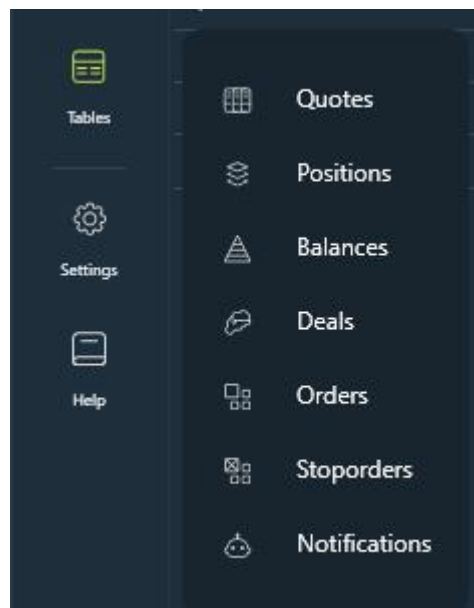 Tables
Settings
Help
Quotes
Positions
Balances
Deals
Orders
Stoporders
Notifications